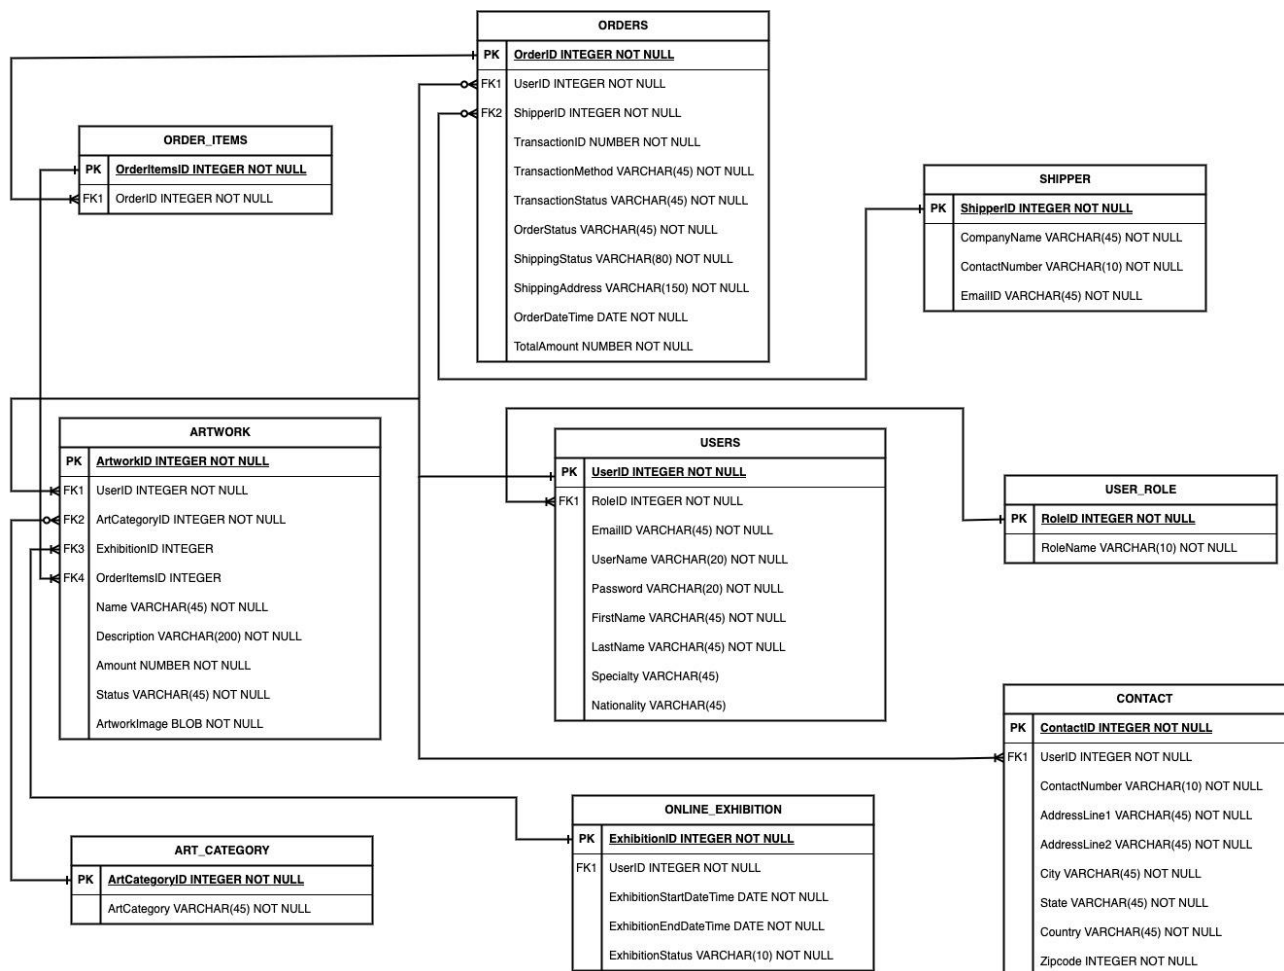 ORDERS
PK OrderID INTEGER NOT NULL
FK1 UserID INTEGER NOT NULL
FK2 ShipperID INTEGER NOT NULL
TransactionID NUMBER NOT NULL
TransactionMethod VARCHAR(45) NOT NULL
TransactionStatus VARCHAR(45) NOT NULL
OrderStatus VARCHAR(45) NOT NULL
ShippingStatus VARCHAR(80) NOT NULL
ShippingAddress VARCHAR(150) NOT NULL
OrderDateTime DATE NOT NULL
TotalAmount NUMBER NOT NULL
ORDER_ITEMS
PK OrderItemsID INTEGER NOT NULL
FK1 OrderID INTEGER NOT NULL
SHIPPER
PK ShipperID INTEGER NOT NULL
CompanyName VARCHAR(45) NOT NULL
ContactNumber VARCHAR(10) NOT NULL
EmailID VARCHAR(45) NOT NULL
ARTWORK
PK ArtworkID INTEGER NOT NULL
FK1 UserID INTEGER NOT NULL
FK2 ArtCategoryID INTEGER NOT NULL
FK3 ExhibitionID INTEGER
FK4 OrderItemsID INTEGER
Name VARCHAR(45) NOT NULL
Description VARCHAR(200) NOT NULL
Amount NUMBER NOT NULL
Status VARCHAR(45) NOT NULL
ArtworkImage BLOB NOT NULL
USERS
PK UserID INTEGER NOT NULL
FK1 RoleID INTEGER NOT NULL
EmailID VARCHAR(45) NOT NULL
UserName VARCHAR(20) NOT NULL
Password VARCHAR(20) NOT NULL
FirstName VARCHAR(45) NOT NULL
LastName VARCHAR(45) NOT NULL
Specialty VARCHAR(45)
Nationality VARCHAR(45)
USER_ROLE
PK RoleID INTEGER NOT NULL
RoleName VARCHAR(10) NOT NULL
CONTACT
PK ContactID INTEGER NOT NULL
FK1 UserID INTEGER NOT NULL
ContactNumber VARCHAR(10) NOT NULL
AddressLine1 VARCHAR(45) NOT NULL
AddressLine2 VARCHAR(45) NOT NULL
City VARCHAR(45) NOT NULL
State VARCHAR(45) NOT NULL
Country VARCHAR(45) NOT NULL
Zipcode INTEGER NOT NULL
ONLINE_EXHIBITION
PK ExhibitionID INTEGER NOT NULL
FK1 UserID INTEGER NOT NULL
ExhibitionStartDateTime DATE NOT NULL
ExhibitionEndDateTime DATE NOT NULL
ExhibitionStatus VARCHAR(10) NOT NULL
ART_CATEGORY
PK ArtCategoryID INTEGER NOT NULL
ArtCategory VARCHAR(45) NOT NULL